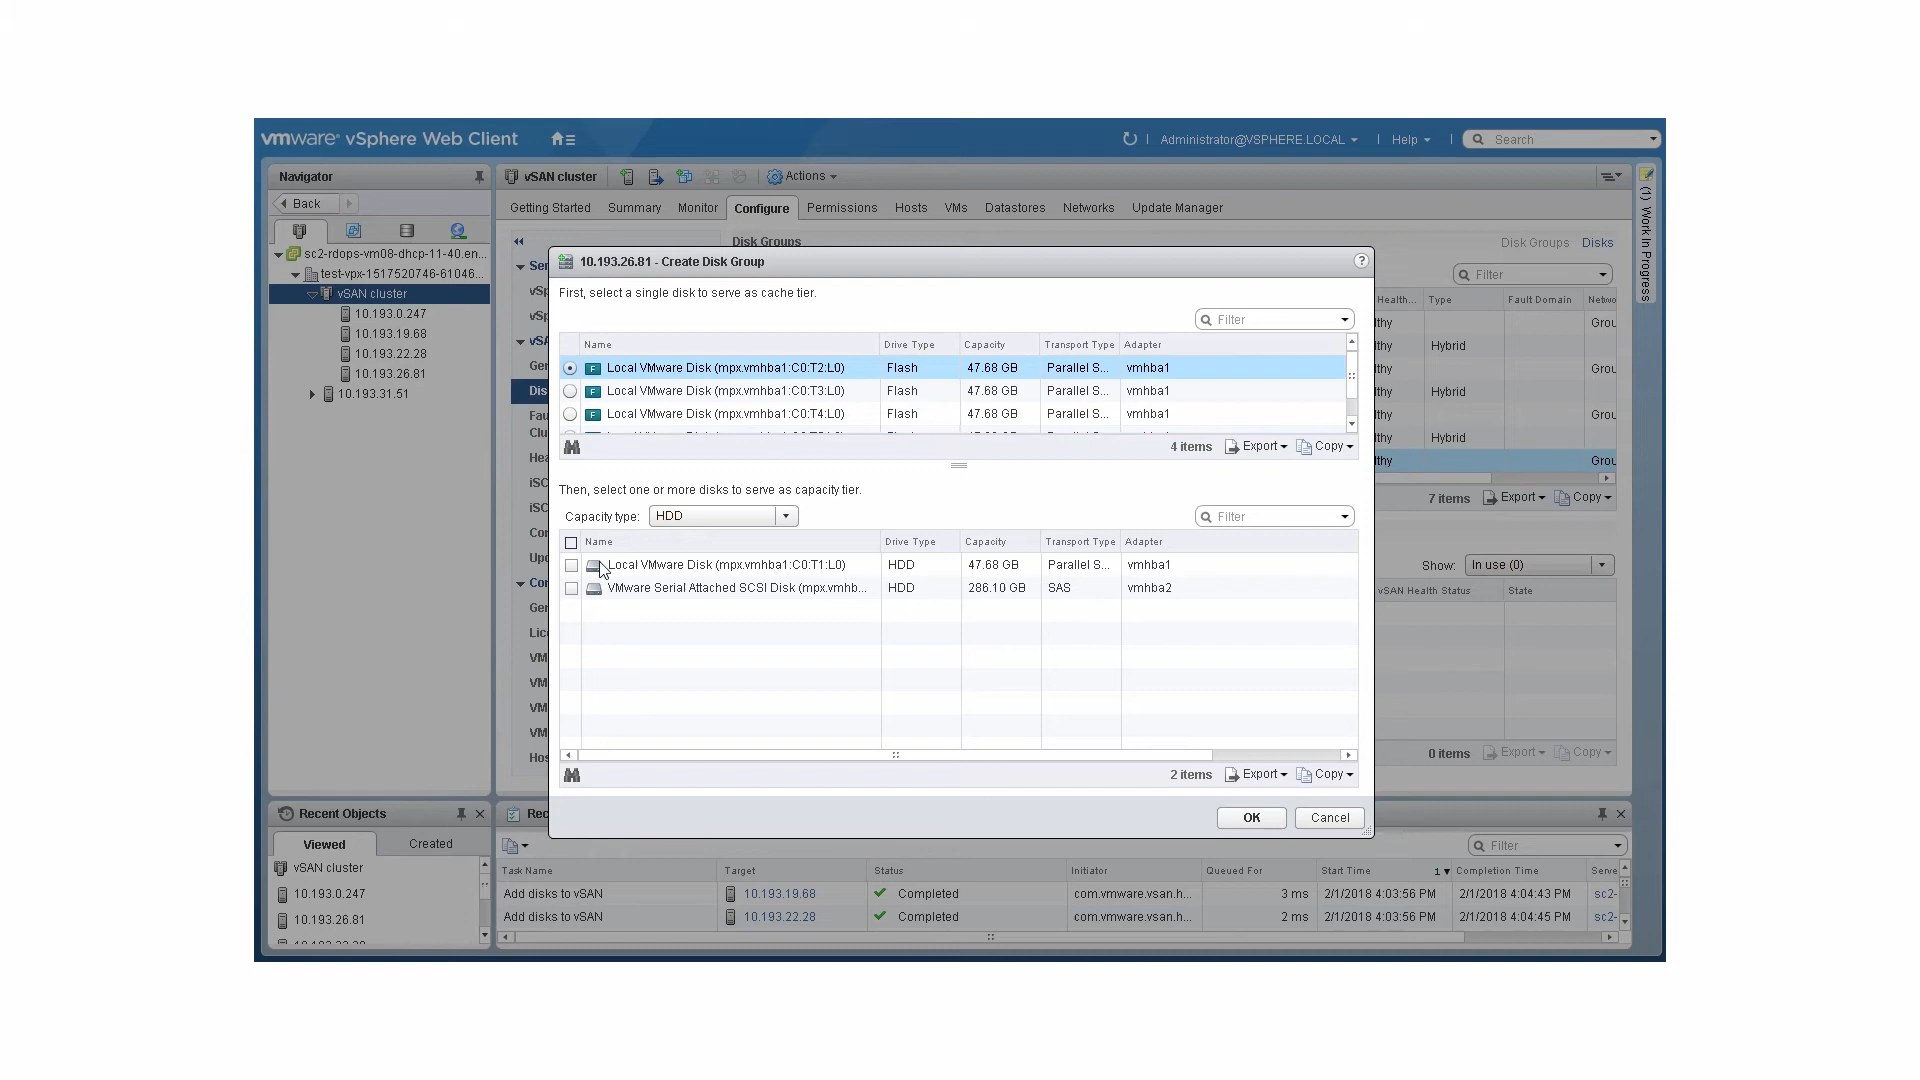 vmware® vSphere Web Client
Administrator@VSPHERE.LOCAL
Help
Search
Navigator
Back
sc2-rdops-vm08-dhcp-11-40.en...
test-vpx-1517520746-61046...
vSAN cluster
10.193.0.247
10.193.19.68
10.193.22.28
10.193.26.81
10.193.31.51
vSAN cluster
Actions
Getting Started Summary Monitor Configure Permissions Hosts VMs Datastores Networks Update Manager
Disk Groups
Disk Groups Disks
Filter
Type Fault Domain
Hybrid
Hybrid
7 items Export Copy
Show: In use (0)
vSAN Health Status State
0 items Export Copy
(1) Work In Progress
10.193.26.81 - Create Disk Group
First, select a single disk to serve as cache tier.
Filter
Name Drive Type Capacity Transport Type Adapter
Local VMware Disk (mpx.vmhba1:C0:T2:L0) Flash 47.68 GB Parallel S... vmhba1
Local VMware Disk (mpx.vmhba1:C0:T3:L0) Flash 47.68 GB Parallel S... vmhba1
Local VMware Disk (mpx.vmhba1:C0:T4:L0) Flash 47.68 GB Parallel S... vmhba1
4 items Export Copy
Then, select one or more disks to serve as capacity tier.
Capacity type: HDD
Filter
Name Drive Type Capacity Transport Type Adapter
Local VMware Disk (mpx.vmhba1:C0:T1:L0) HDD 47.68 GB Parallel S... vmhba1
VMware Serial Attached SCSI Disk (mpx.vmhb... HDD 286.10 GB SAS vmhba2
2 items Export Copy
OK Cancel
Recent Objects
Viewed Created
vSAN cluster
10.193.0.247
10.193.26.81
Filter
Task Name Target Status Initiator Queued For Start Time 1 Completion Time Serve
Add disks to vSAN 10.193.19.68 Completed com.vmware.vsan.h... 3 ms 2/1/2018 4:03:56 PM 2/1/2018 4:04:43 PM sc2-
Add disks to vSAN 10.193.22.28 Completed com.vmware.vsan.h... 2 ms 2/1/2018 4:03:56 PM 2/1/2018 4:04:45 PM sc2-